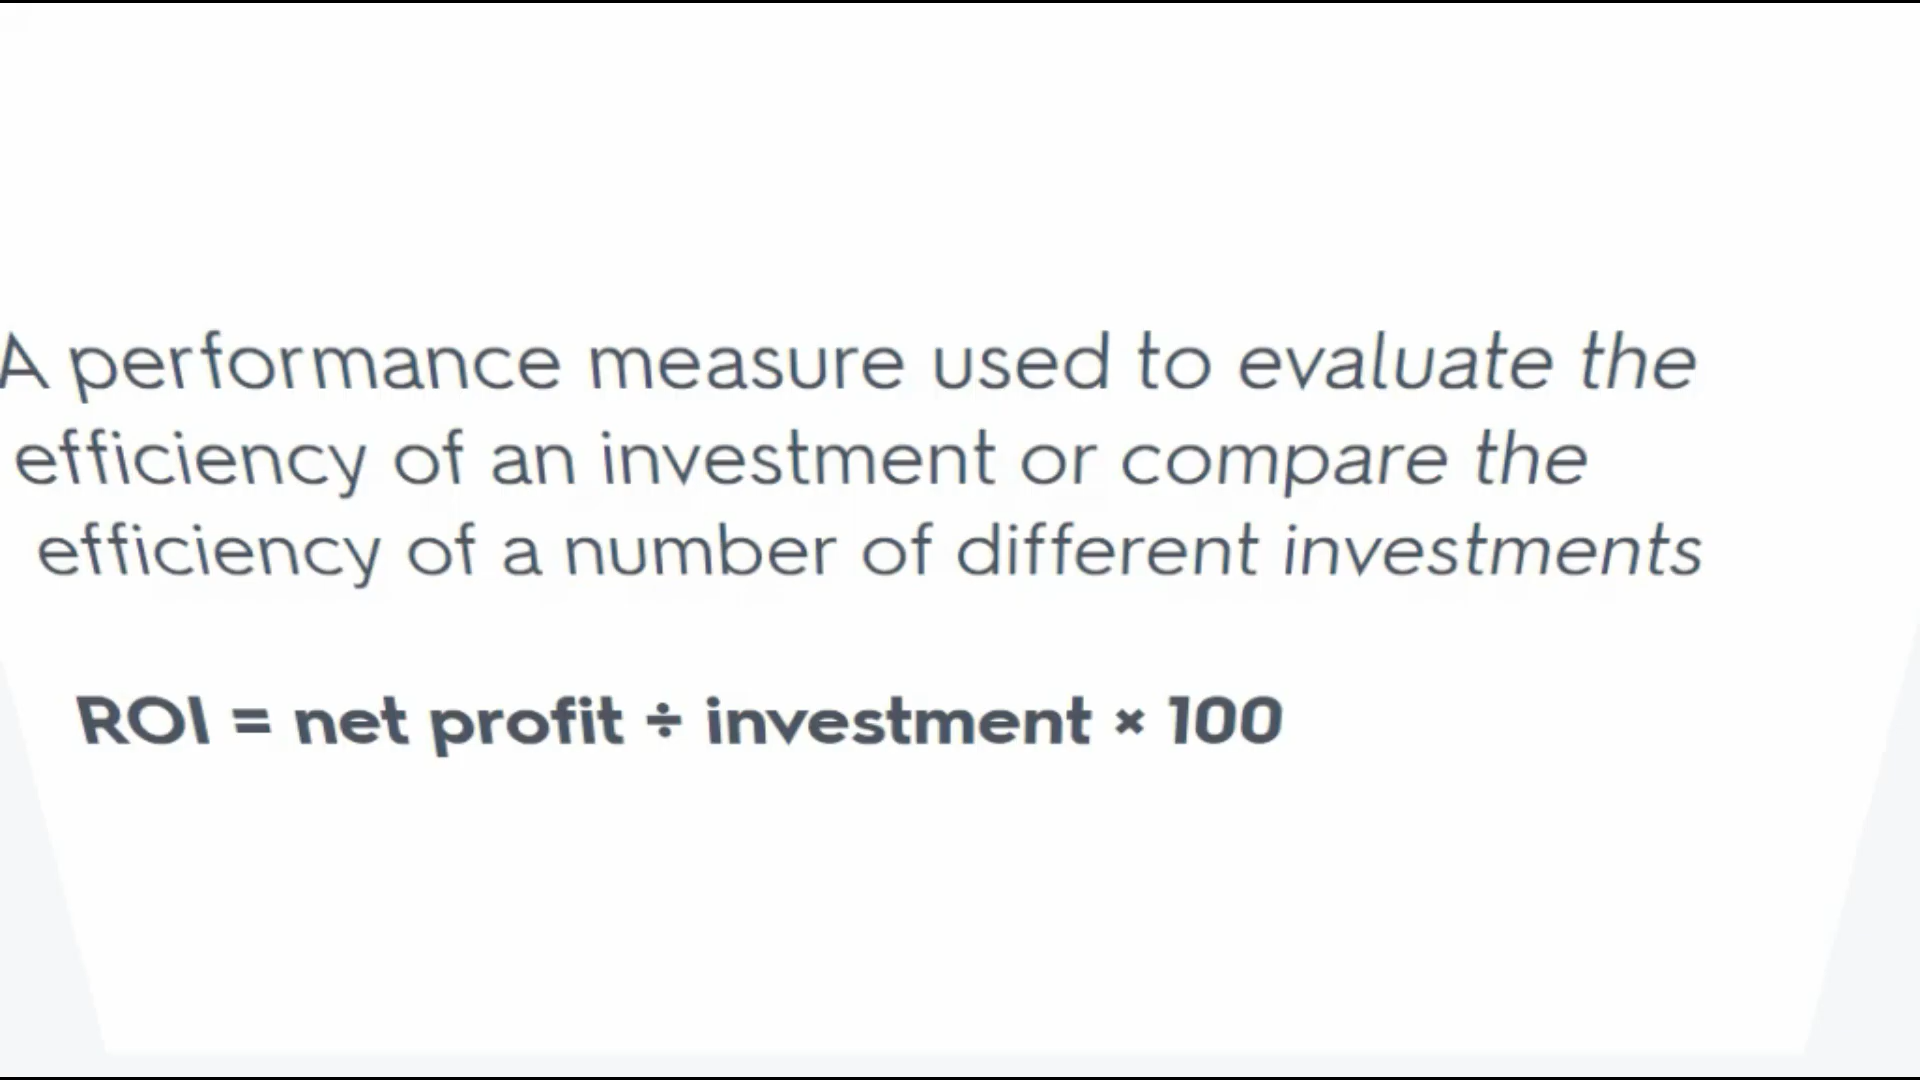 A performance measure used to evaluate the
efficiency of an investment or compare the
efficiency of a number of different investments
ROI = net profit ÷ investment × 100